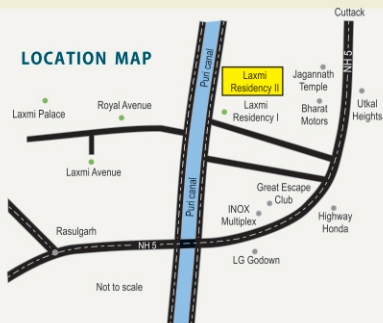 Cuttack
LOCATION MAP
NH 5
Puri canal
Laxmi
Residency II
Jagannath
Temple
Utkal
Heights
Laxmi Palace
Royal Avenue
Laxmi
Residency I
Bharat
Motors
Laxmi Avenue
Puri canal
Great Escape
Club
INOX
Multiplex
Highway
Honda
Rasulgarh
NH 5
LG Godown
Not to scale